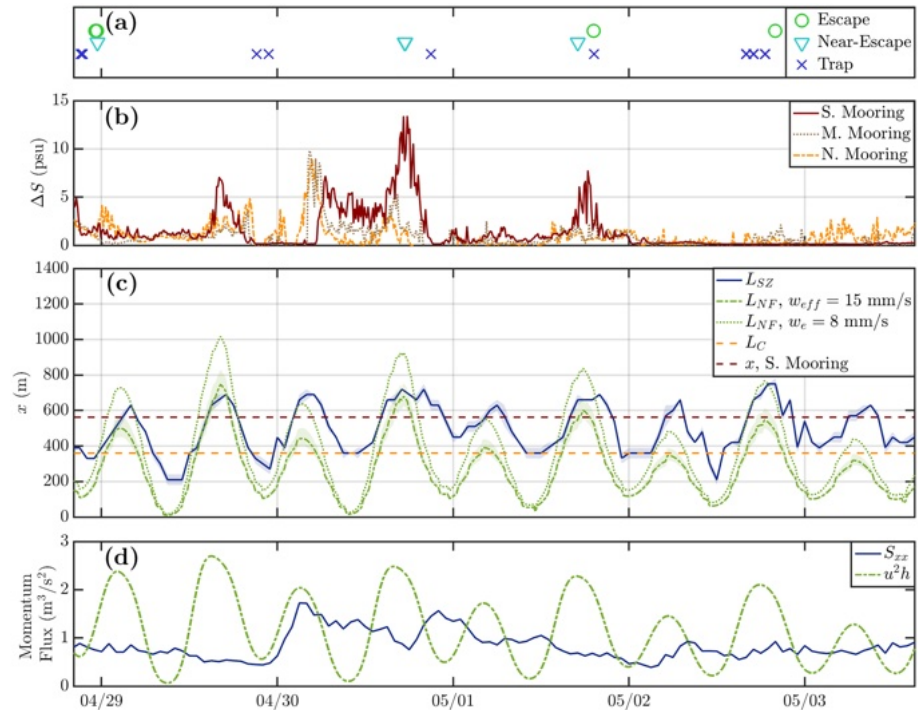 (a)
Escape
Near-Escape
Trap
(b)
15
10
5
0
ΔS (psu)
S. Mooring
M. Mooring
N. Mooring
(c)
1400
1200
1000
800
600
400
200
0
x (m)
L_SZ
L_NF, w_eff = 15 mm/s
L_NF, w_e = 8 mm/s
L_C
x, S. Mooring
(d)
3
2
1
0
Momentum
Flux (m³/s²)
S_xx
u²h
04/29 04/30 05/01 05/02 05/03